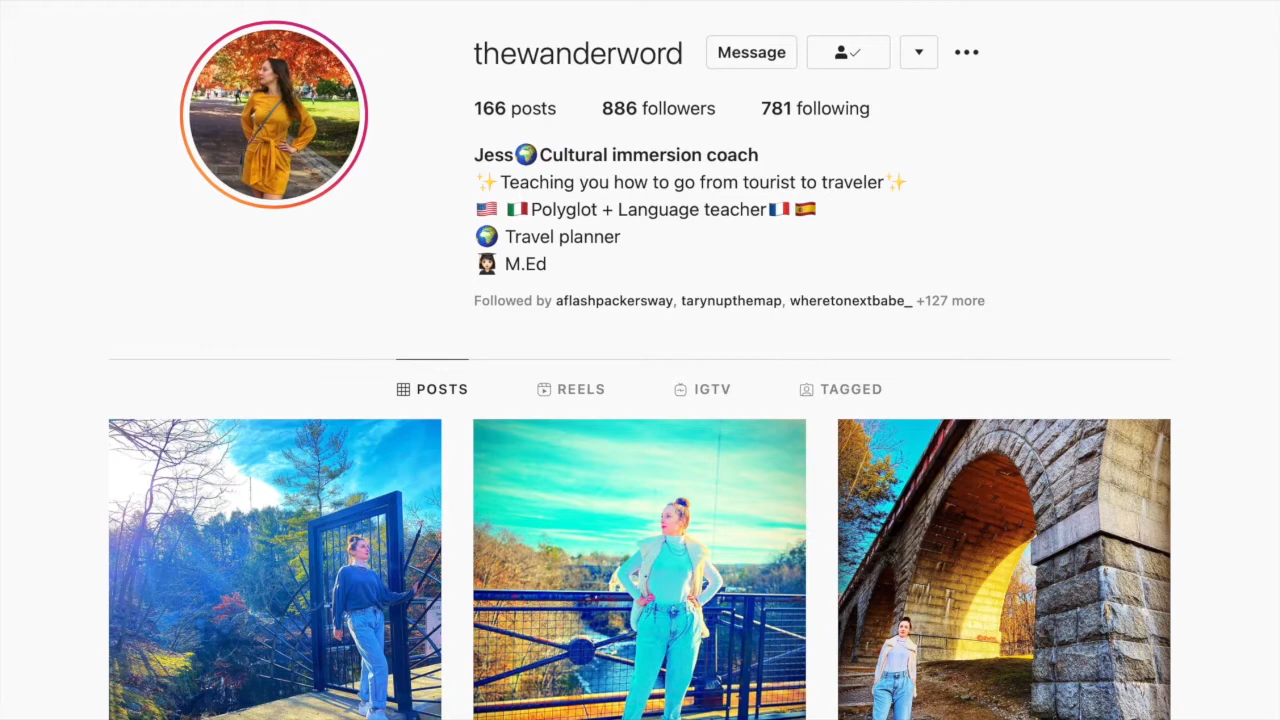 thewanderword Message
166 posts 886 followers 781 following
Jess🌍Cultural immersion coach
✨Teaching you how to go from tourist to traveler✨
🇺🇸 🇮🇹Polyglot + Language teacher🇫🇷 🇪🇸
🌍 Travel planner
👩🏻‍🎓 M.Ed
Followed by aflashpackersway, tarynupthemap, wheretonextbabe_ +127 more
POSTS REELS IGTV TAGGED